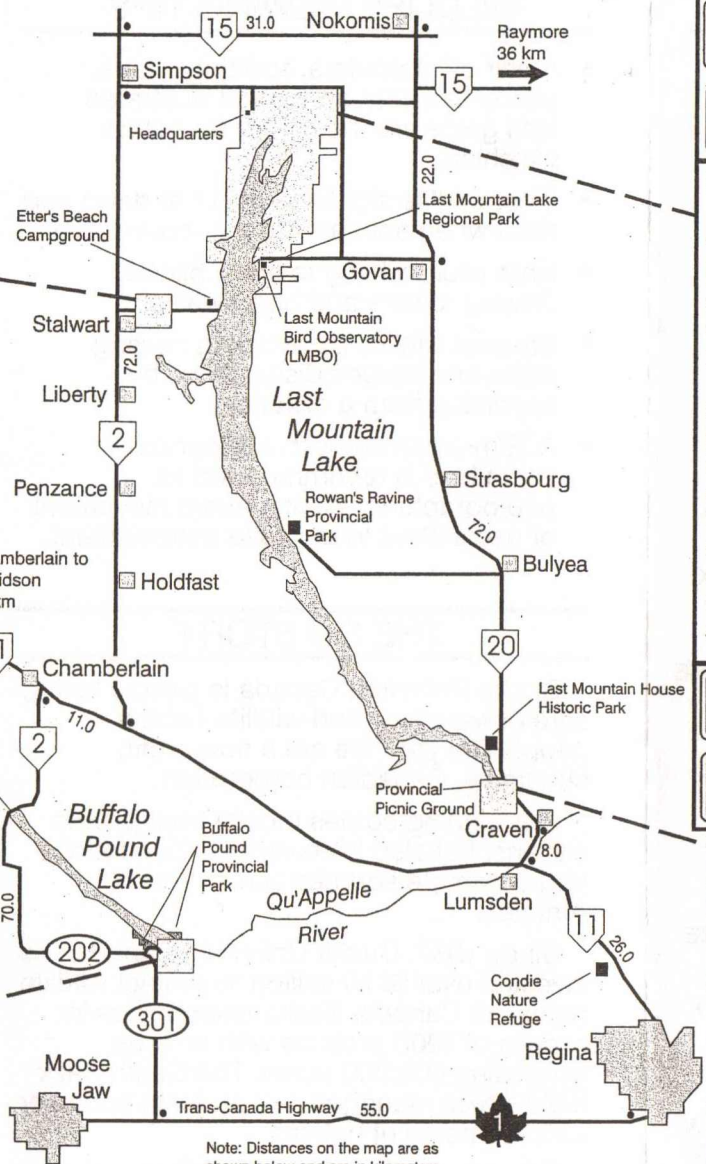 15
31.0
Nokomis
Raymore
36 km
Simpson
15
Headquarters
22.0
Last Mountain Lake
Regional Park
Etter's Beach
Campground
Govan
Stalwart
Last Mountain
Bird Observatory
(LMBO)
72.0
Liberty
Last
Mountain
Lake
2
Penzance
Strasbourg
Rowan's Ravine
Provincial
Park
72.0
Bulyea
Holdfast
km
20
Chamberlain
Last Mountain House
Historic Park
11.0
2
Provincial
Picnic Ground
Buffalo
Pound
Lake
Buffalo
Pound
Provincial
Park
Craven
8.0
Qu'Appelle
River
Lumsden
70.0
11
26.0
202
Condie
Nature
Refuge
301
Regina
Moose
Jaw
Trans-Canada Highway
55.0
1
Note: Distances on the map are as